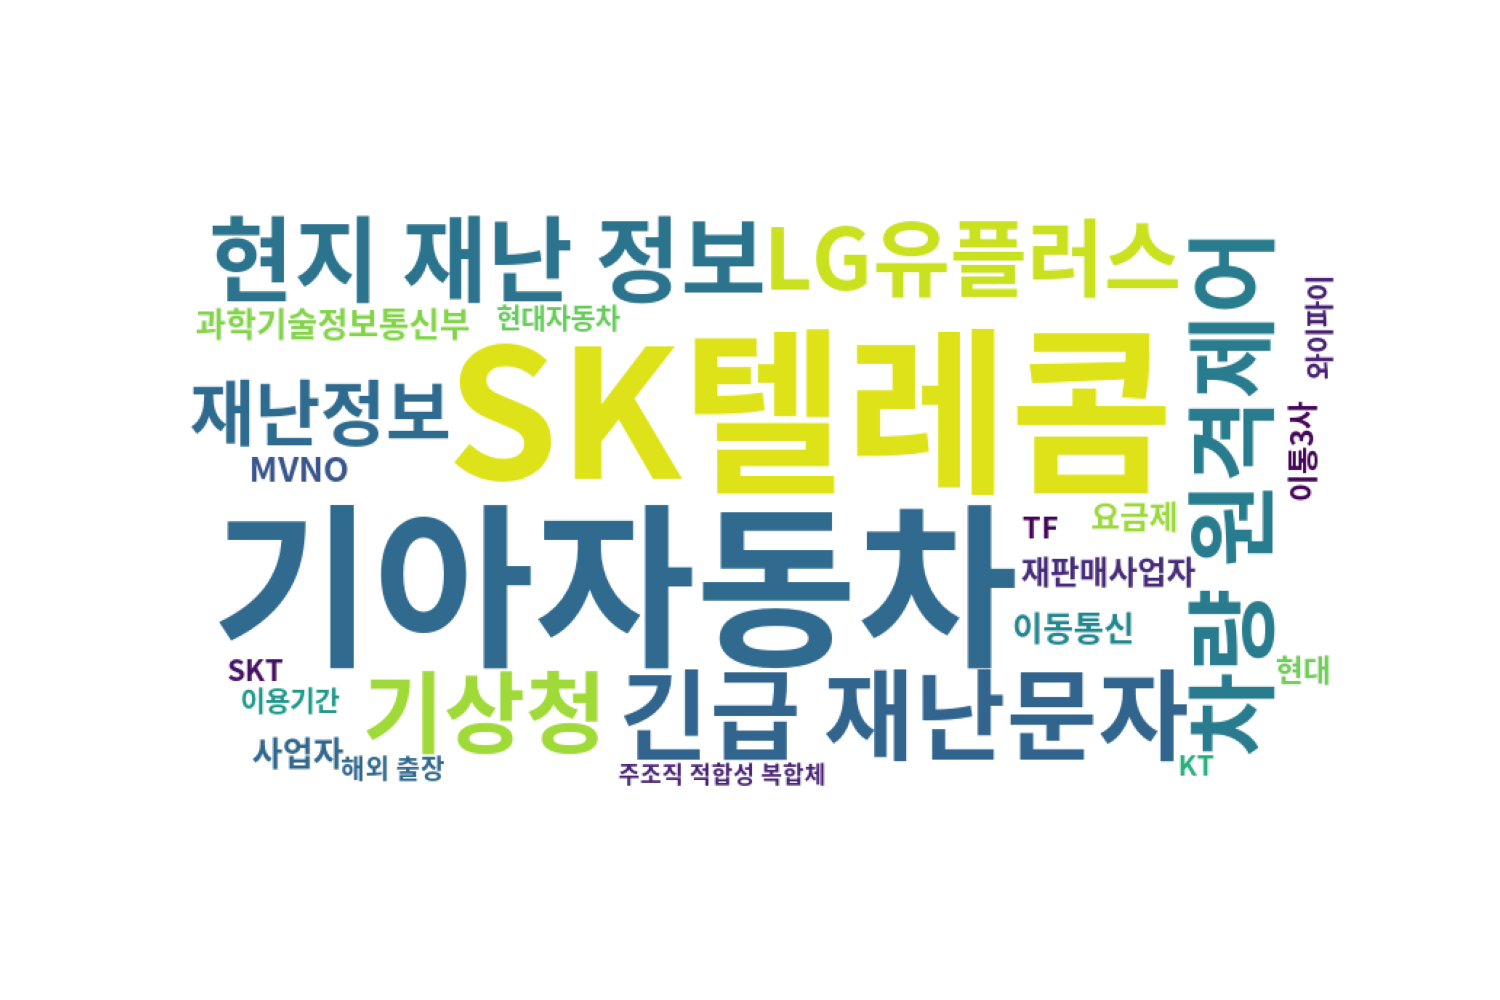 현지 재난 정보
LG유플러스
과학기술정보통신부
현대자동차
차량 원격제어
와이파이
재난정보
SK텔레콤
이통3사
MVNO
기아자동차
TF
요금제
재판매사업자
이동통신
SKT
현대
이용기간
기상청
긴급 재난문자
사업자
해외 출장
주조직 적합성 복합체
KT